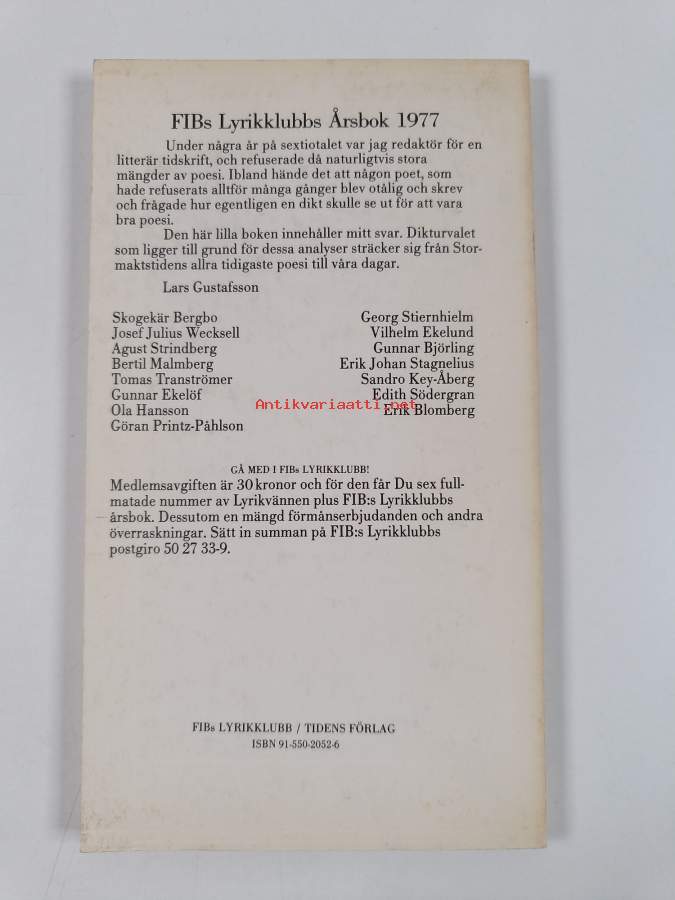 FIBs Lyrikklubbs Årsbok 1977
Under några år på sextiotalet var jag redaktör för en
litterär tidskrift, och refuserade då naturligtvis stora
mängder av poesi. Ibland hände det att någon poet, som
hade refuserats alltför många gånger blev otålig och skrev
och frågade hur egentligen en dikt skulle se ut för att vara
bra poesi.
Den här lilla boken innehåller mitt svar. Dikturvalet
som ligger till grund för dessa analyser sträcker sig från Stor-
maktstidens allra tidigaste poesi till våra dagar.
Lars Gustafsson
Skogekär Bergbo
Josef Julius Wecksell
Agust Strindberg
Bertil Malmberg
Tomas Tranströmer
Gunnar Ekelöf
Ola Hansson
Göran Printz-Påhlson
Georg Stiernhielm
Vilhelm Ekelund
Gunnar Björling
Erik Johan Stagnelius
Sandro Key-Åberg
Edith Södergran
Erik Blomberg
Antikvariaatti.net
GÅ MED I FIBs LYRIKKLUBB!
Medlemsavgiften är 30 kronor och för den får Du sex full-
matade nummer av Lyrikvännen plus FIB:s Lyrikklubbs
årsbok. Dessutom en mängd förmånserbjudanden och andra
överraskningar. Sätt in summan på FIB:s Lyrikklubbs
postgiro 50 27 33-9.
FIBs LYRIKKLUBB / TIDENS FÖRLAG
ISBN 91-550-2052-6